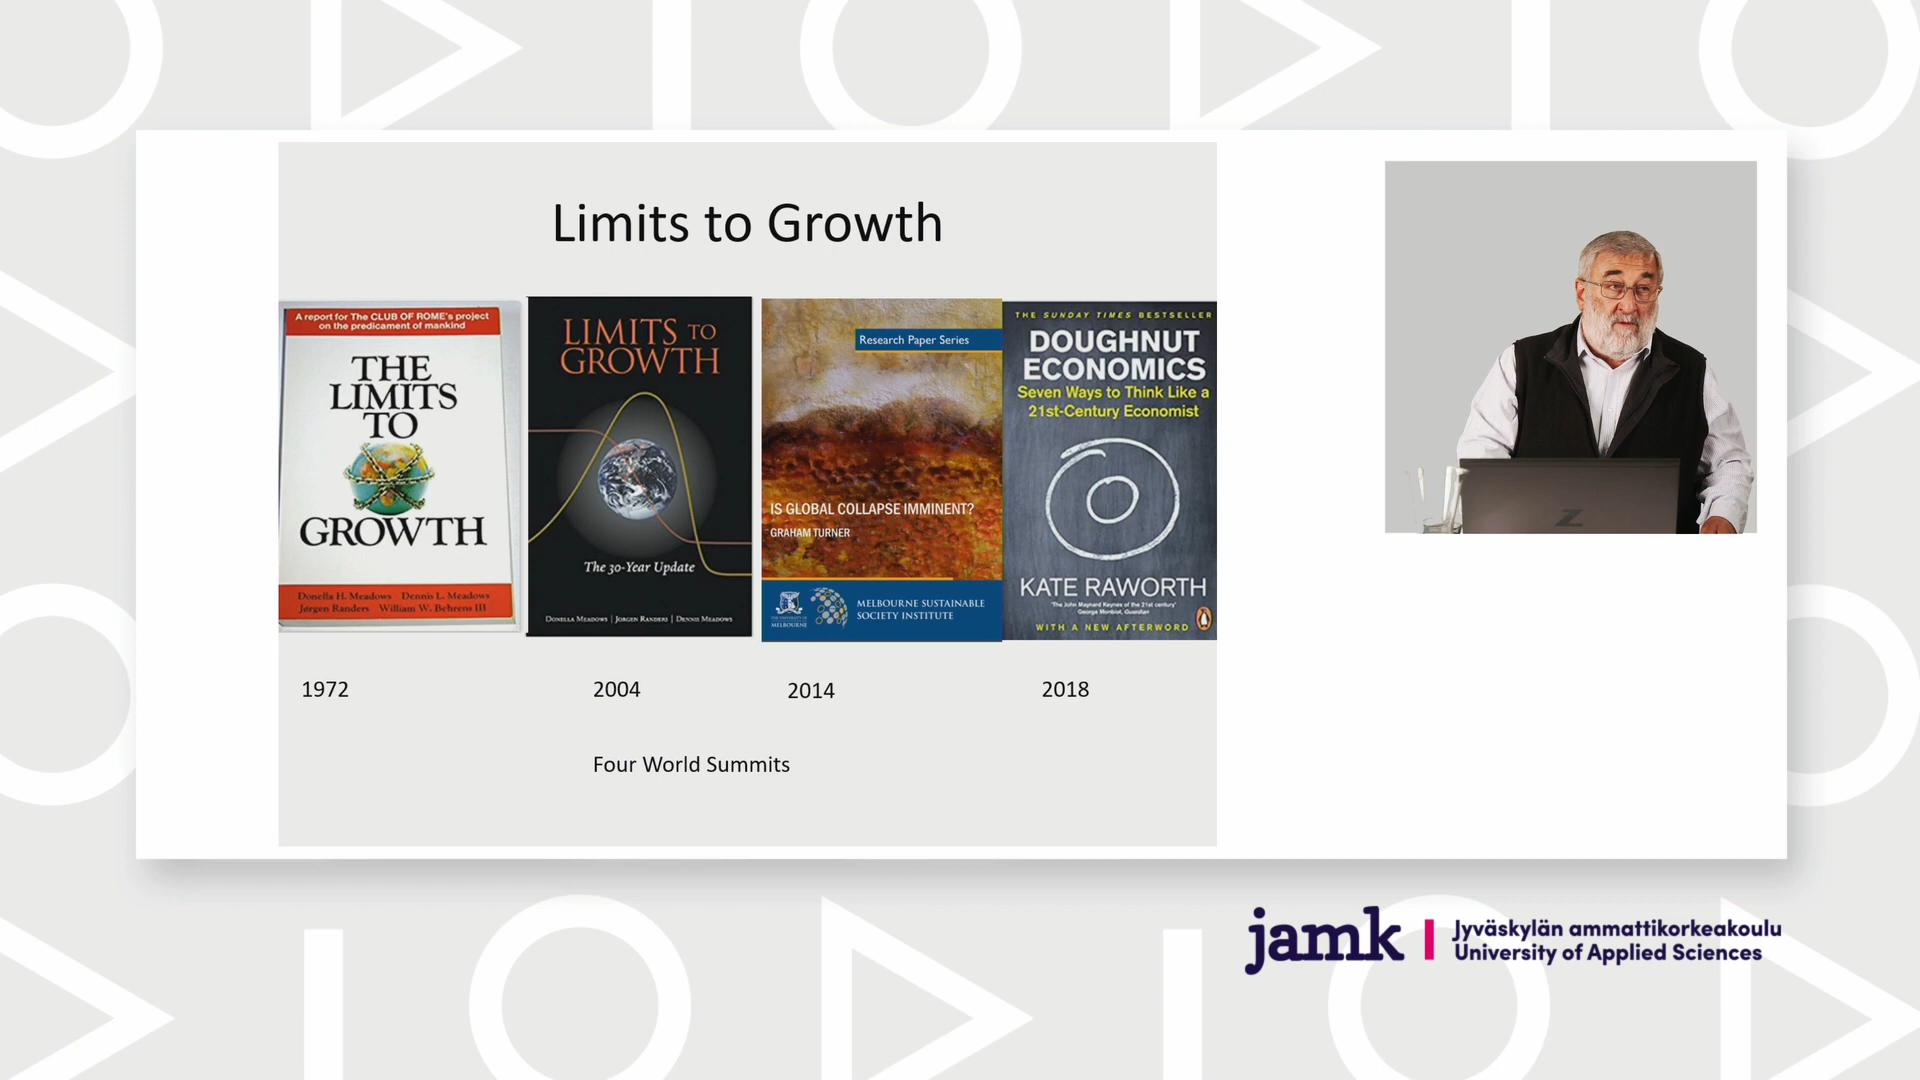 Limits to Growth
A report for The CLUB OF ROME's project
on the predicament of mankind
THE
LIMITS
TO
GROWTH
Donella H. Meadows Dennis L. Meadows
Jørgen Randers William W. Behrens III
LIMITS TO
GROWTH
The 30-Year Update
DONELLA MEADOWS | JORGEN RANDERS | DENNIS MEADOWS
Research Paper Series
IS GLOBAL COLLAPSE IMMINENT?
GRAHAM TURNER
THE UNIVERSITY OF
MELBOURNE
MELBOURNE SUSTAINABLE
SOCIETY INSTITUTE
THE SUNDAY TIMES BESTSELLER
DOUGHNUT
ECONOMICS
Seven Ways to Think Like a
21st-Century Economist
KATE RAWORTH
'The John Maynard Keynes of the 21st century'
George Monbiot, Guardian
WITH A NEW AFTERWORD
1972
2004
2014
2018
Four World Summits
jamk
Jyväskylän ammattikorkeakoulu
University of Applied Sciences